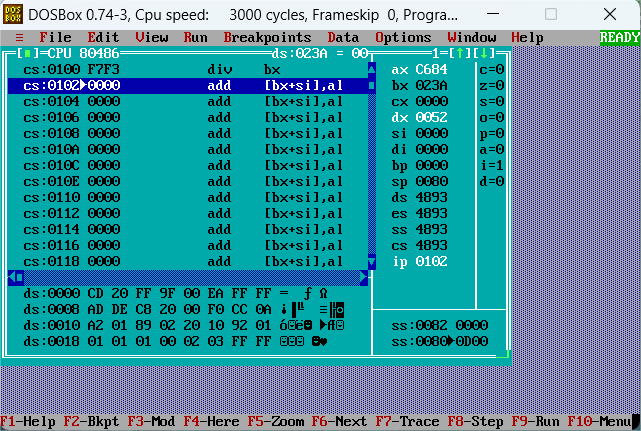 DOSBox 0.74-3, Cpu speed: 3000 cycles, Frameskip 0, Progra...
≡ File Edit View Run Breakpoints Data Options Window Help READY
[■]=CPU 80486 ds:023A = 00 1=[↑][↓]
cs:0100 F7F3 div bx ax C684 c=0
cs:0102▶0000 add [bx+si],al bx 023A z=0
cs:0104 0000 add [bx+si],al cx 0000 s=0
cs:0106 0000 add [bx+si],al dx 0052 o=0
cs:0108 0000 add [bx+si],al si 0000 p=0
cs:010A 0000 add [bx+si],al di 0000 a=0
cs:010C 0000 add [bx+si],al bp 0000 i=1
cs:010E 0000 add [bx+si],al sp 0080 d=0
cs:0110 0000 add [bx+si],al ds 4893
cs:0112 0000 add [bx+si],al es 4893
cs:0114 0000 add [bx+si],al ss 4893
cs:0116 0000 add [bx+si],al cs 4893
cs:0118 0000 add [bx+si],al ip 0102
ds:0000 CD 20 FF 9F 00 EA FF FF = ƒ Ω
ds:0008 AD DE C8 20 00 F0 CC 0A
ds:0010 A2 01 89 02 20 10 92 01 ss:0082 0000
ds:0018 01 01 01 00 02 03 FF FF ss:0080▶0D00
F1-Help F2-Bkpt F3-Mod F4-Here F5-Zoom F6-Next F7-Trace F8-Step F9-Run F10-Menu